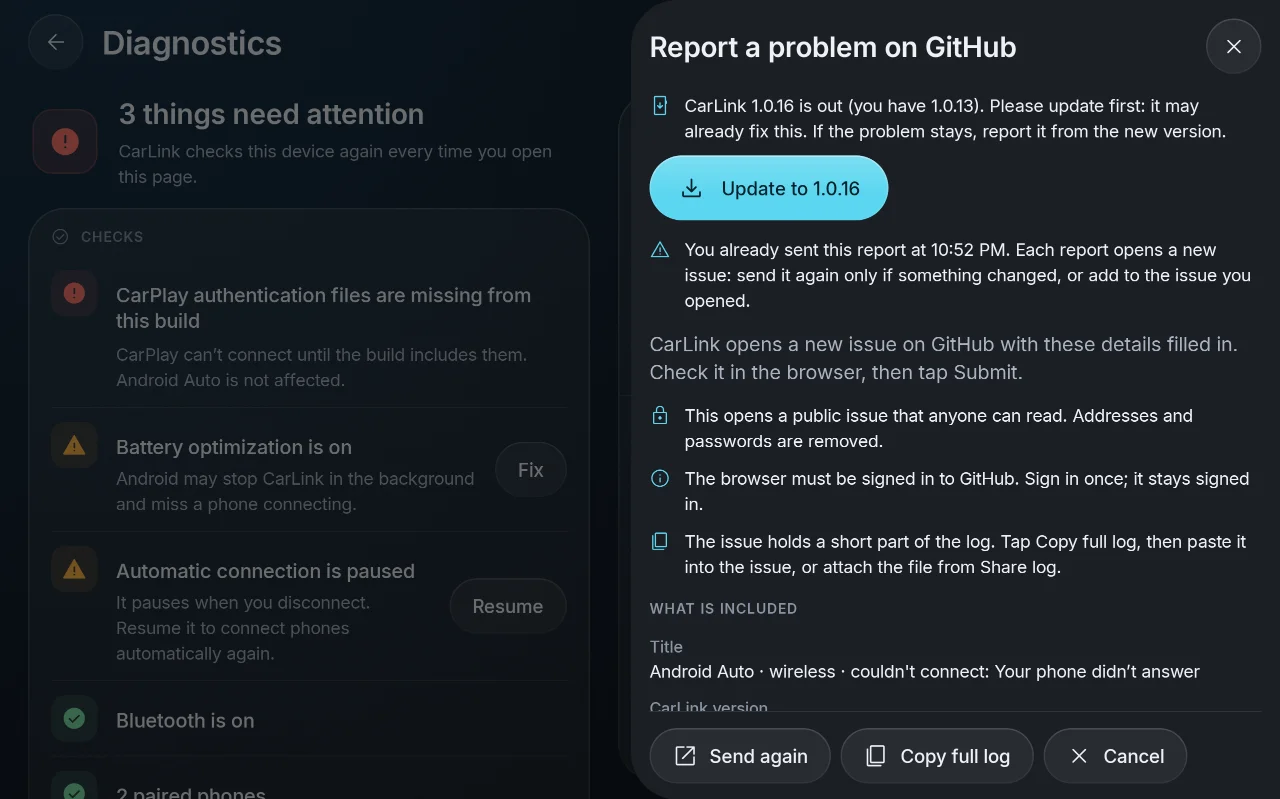 Diagnostics
3 things need attention
CarLink checks this device again every time you open
this page.
CHECKS
CarPlay authentication files are missing from
this build
CarPlay can't connect until the build includes them.
Android Auto is not affected.
Battery optimization is on
Android may stop CarLink in the background
and miss a phone connecting.
Fix
Automatic connection is paused
It pauses when you disconnect.
Resume it to connect phones
automatically again.
Resume
Bluetooth is on
2 paired phones
Report a problem on GitHub
CarLink 1.0.16 is out (you have 1.0.13). Please update first: it may
already fix this. If the problem stays, report it from the new version.
Update to 1.0.16
You already sent this report at 10:52 PM. Each report opens a new
issue: send it again only if something changed, or add to the issue you
opened.
CarLink opens a new issue on GitHub with these details filled in.
Check it in the browser, then tap Submit.
This opens a public issue that anyone can read. Addresses and
passwords are removed.
The browser must be signed in to GitHub. Sign in once; it stays signed
in.
The issue holds a short part of the log. Tap Copy full log, then paste it
into the issue, or attach the file from Share log.
WHAT IS INCLUDED
Title
Android Auto · wireless · couldn't connect: Your phone didn’t answer
CarLink version
Send again
Copy full log
Cancel